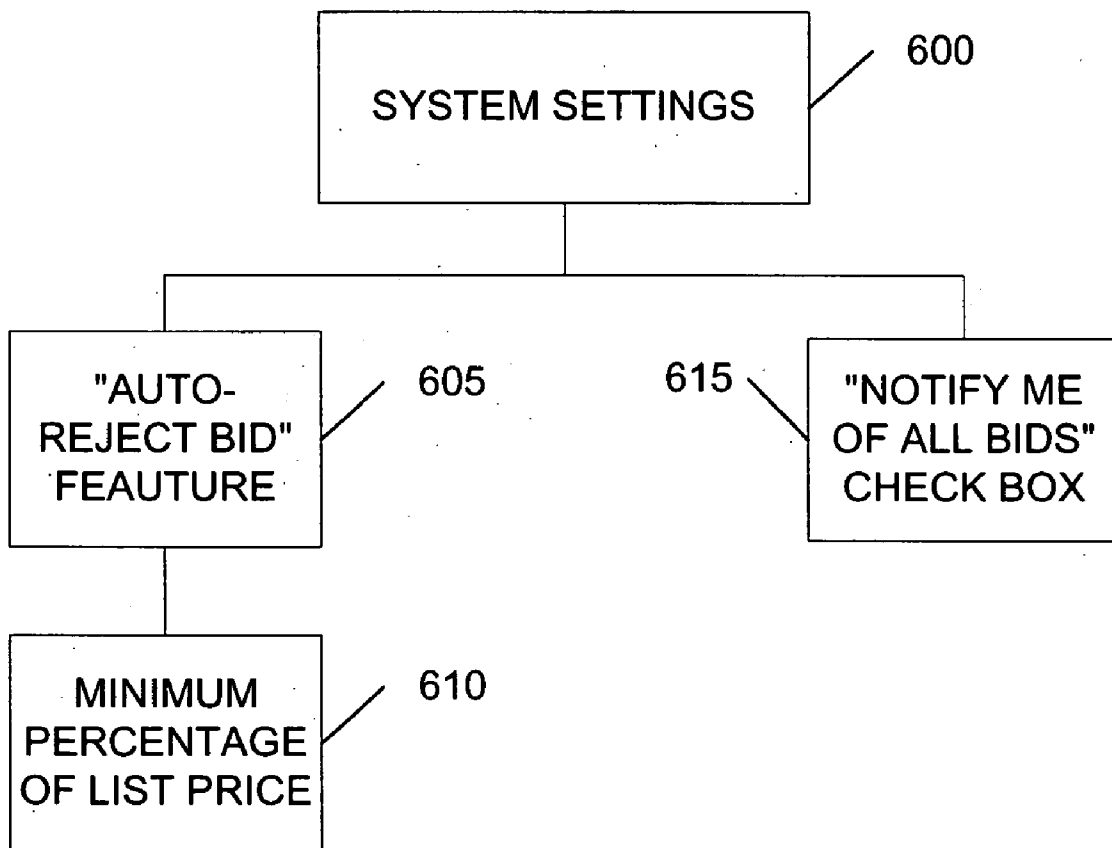 600
SYSTEM SETTINGS
"AUTO-
REJECT BID"
FEAUTURE
605
615
"NOTIFY ME
OF ALL BIDS"
CHECK BOX
MINIMUM
PERCENTAGE
OF LIST PRICE
610